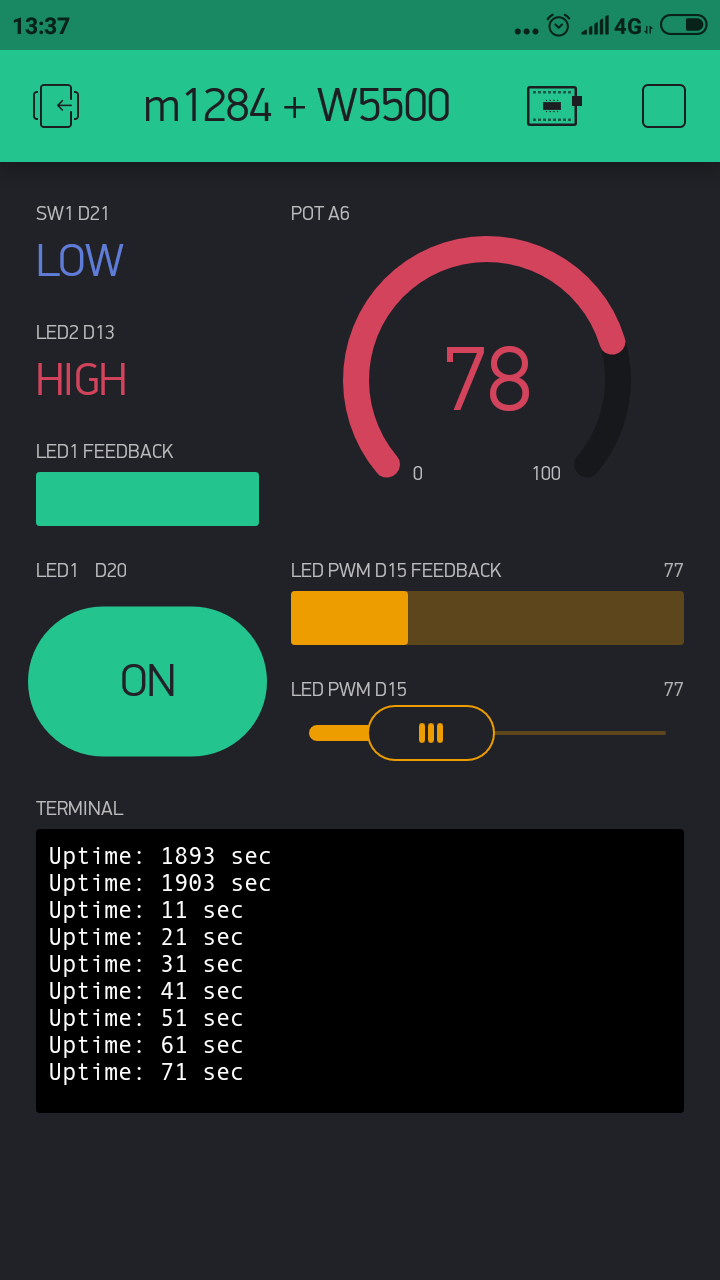 13:37 4G
m1284 + W5500
SW1 D21
LOW
POT A6
78
0 100
LED2 D13
HIGH
LED1 FEEDBACK
LED1 D20
ON
LED PWM D15 FEEDBACK 77
LED PWM D15 77
TERMINAL
Uptime: 1893 sec
Uptime: 1903 sec
Uptime: 11 sec
Uptime: 21 sec
Uptime: 31 sec
Uptime: 41 sec
Uptime: 51 sec
Uptime: 61 sec
Uptime: 71 sec